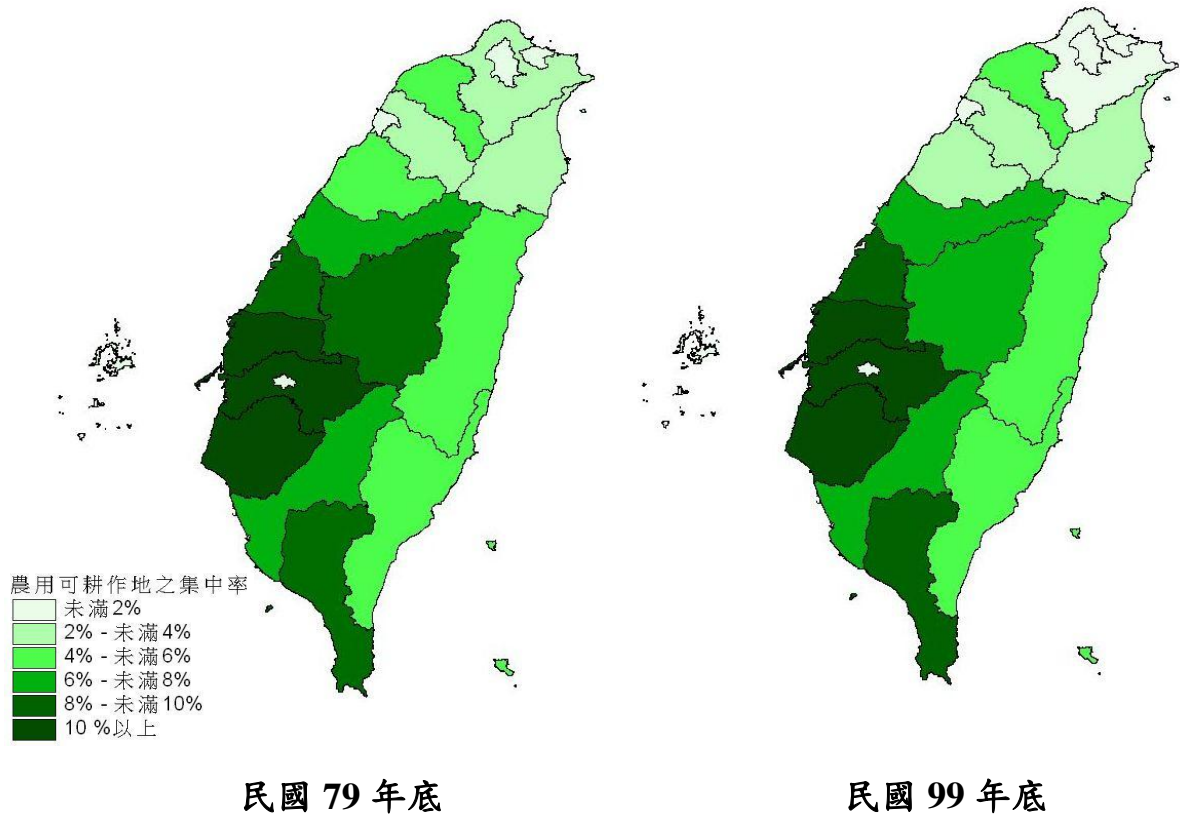 農用可耕作地之集中率
未滿2%
2% - 未滿4%
4% - 未滿6%
6% - 未滿8%
8% - 未滿10%
10 %以上
民國 79 年底
民國 99 年底